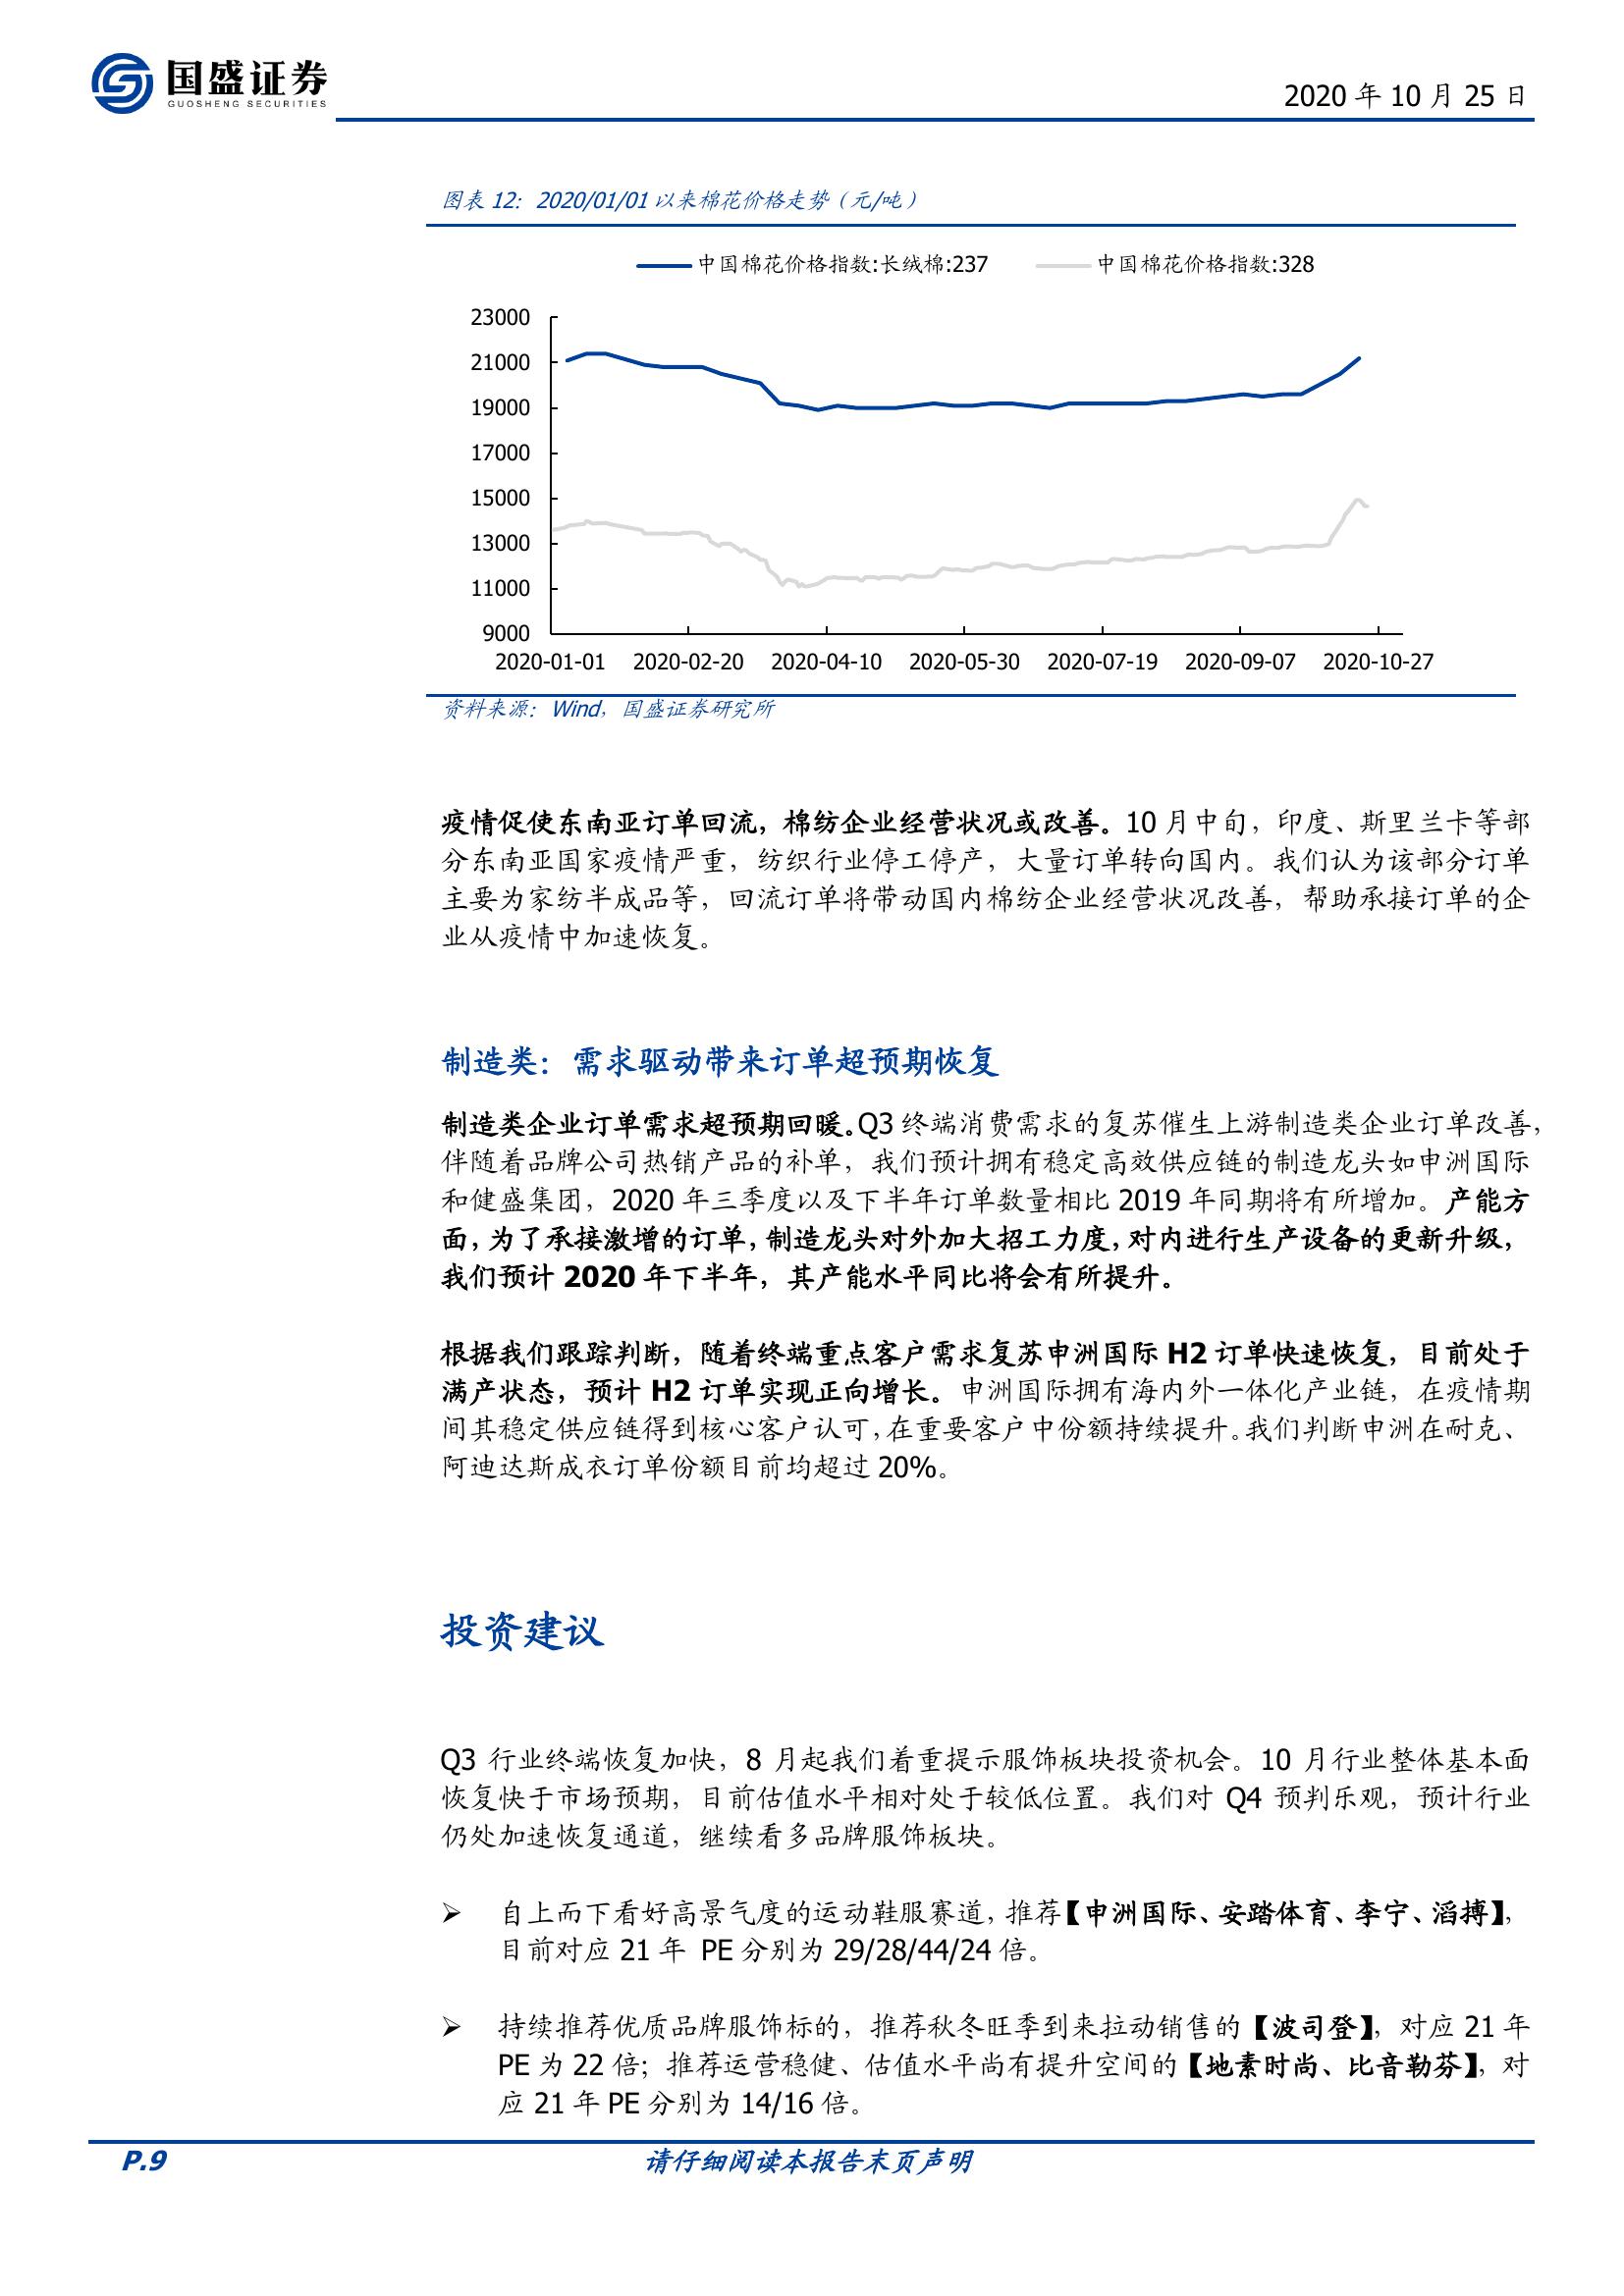 国盛证券
GUOSHENG SECURITIES
2020 年 10 月 25 日
图表 12：2020/01/01 以来棉花价格走势（元/吨）
中国棉花价格指数:长绒棉:237
中国棉花价格指数:328
23000
21000
19000
17000
15000
13000
11000
9000
2020-01-01 2020-02-20 2020-04-10 2020-05-30 2020-07-19 2020-09-07 2020-10-27
资料来源：Wind，国盛证券研究所
疫情促使东南亚订单回流，棉纺企业经营状况或改善。10 月中旬，印度、斯里兰卡等部
分东南亚国家疫情严重，纺织行业停工停产，大量订单转向国内。我们认为该部分订单
主要为家纺半成品等，回流订单将带动国内棉纺企业经营状况改善，帮助承接订单的企
业从疫情中加速恢复。
制造类：需求驱动带来订单超预期恢复
制造类企业订单需求超预期回暖。Q3 终端消费需求的复苏催生上游制造类企业订单改善，
伴随着品牌公司热销产品的补单，我们预计拥有稳定高效供应链的制造龙头如申洲国际
和健盛集团，2020 年三季度以及下半年订单数量相比 2019 年同期将有所增加。产能方
面，为了承接激增的订单，制造龙头对外加大招工力度，对内进行生产设备的更新升级，
我们预计 2020 年下半年，其产能水平同比将会有所提升。
根据我们跟踪判断，随着终端重点客户需求复苏申洲国际 H2 订单快速恢复，目前处于
满产状态，预计 H2 订单实现正向增长。申洲国际拥有海内外一体化产业链，在疫情期
间其稳定供应链得到核心客户认可，在重要客户中份额持续提升。我们判断申洲在耐克、
阿迪达斯成衣订单份额目前均超过 20%。
投资建议
Q3 行业终端恢复加快，8 月起我们着重提示服饰板块投资机会。10 月行业整体基本面
恢复快于市场预期，目前估值水平相对处于较低位置。我们对 Q4 预判乐观，预计行业
仍处加速恢复通道，继续看多品牌服饰板块。
➢ 自上而下看好高景气度的运动鞋服赛道，推荐【申洲国际、安踏体育、李宁、滔搏】，
目前对应 21 年 PE 分别为 29/28/44/24 倍。
➢ 持续推荐优质品牌服饰标的，推荐秋冬旺季到来拉动销售的【波司登】，对应 21 年
PE 为 22 倍；推荐运营稳健、估值水平尚有提升空间的【地素时尚、比音勒芬】，对
应 21 年 PE 分别为 14/16 倍。
P.9
请仔细阅读本报告末页声明